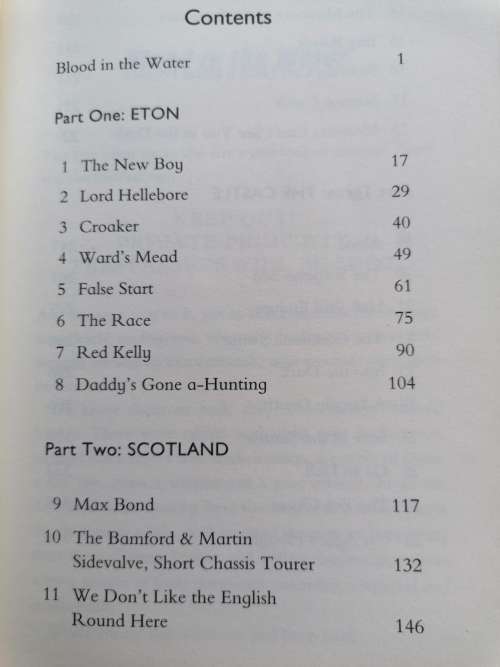 Contents
Blood in the Water 1
Part One: ETON
1 The New Boy 17
2 Lord Hellebore 29
3 Croaker 40
4 Ward's Mead 49
5 False Start 61
6 The Race 75
7 Red Kelly 90
8 Daddy's Gone a-Hunting 104
Part Two: SCOTLAND
9 Max Bond 117
10 The Bamford & Martin
Sidevalve, Short Chassis Tourer 132
11 We Don't Like the English
Round Here 146